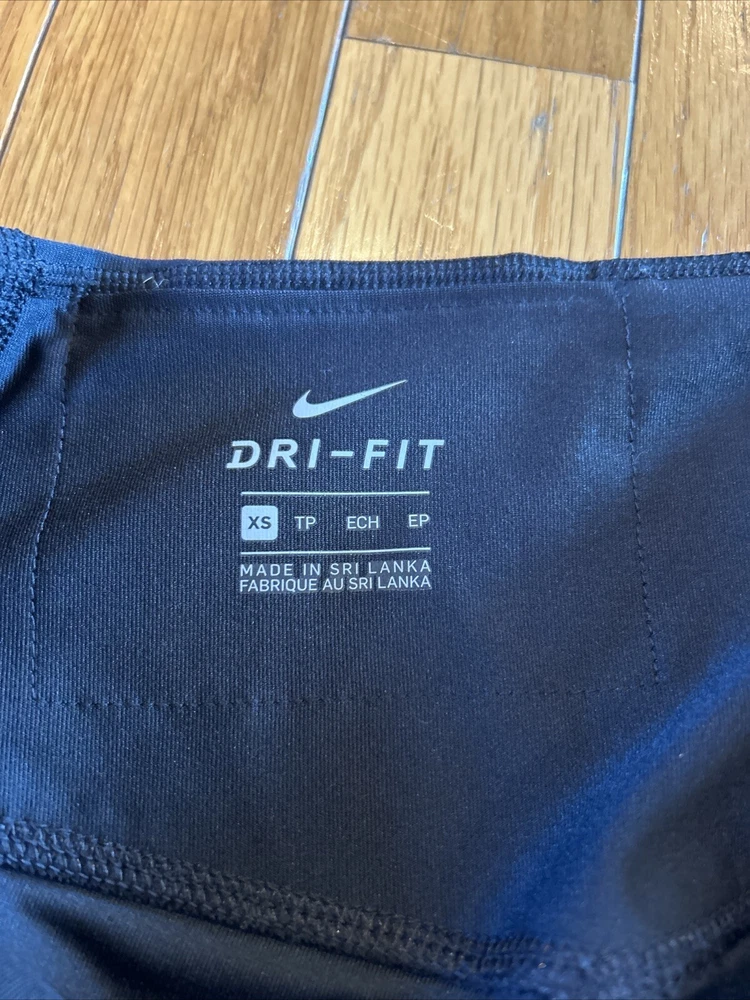 DRI-FIT
XS TP ECH EP
MADE IN SRI LANKA
FABRIQUE AU SRI LANKA